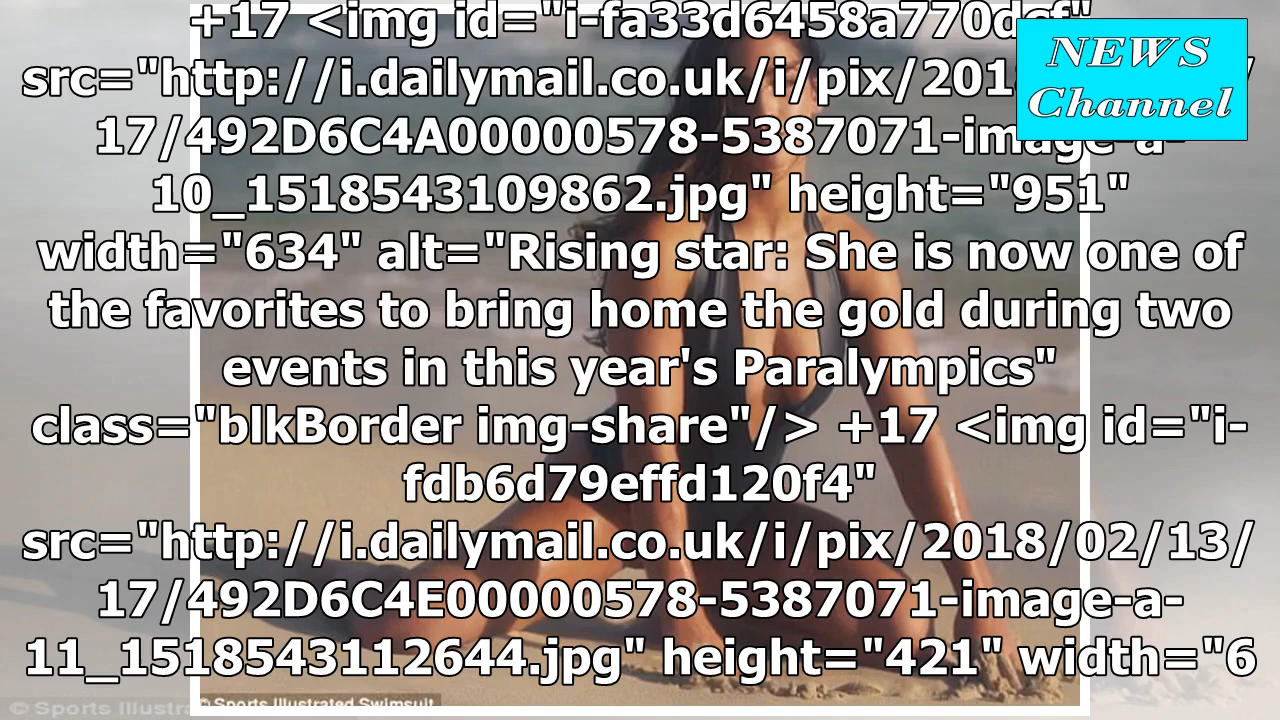 +17 <img id="i-fa33d6458a770dcf"
NEWS
Channel
src="http://i.dailymail.co.uk/i/pix/201 /
17/492D6C4A00000578-5387071-image-a-
10_1518543109862.jpg" height="951"
width="634" alt="Rising star: She is now one of
the favorites to bring home the gold during two
events in this year's Paralympics"
class="blkBorder img-share"/> +17 <img id="i-
fdb6d79effd120f4"
src="http://i.dailymail.co.uk/i/pix/2018/02/13/
17/492D6C4E00000578-5387071-image-a-
11_1518543112644.jpg" height="421" width="6
© Sports Illustra
© Sports Illustrated Swimsuit